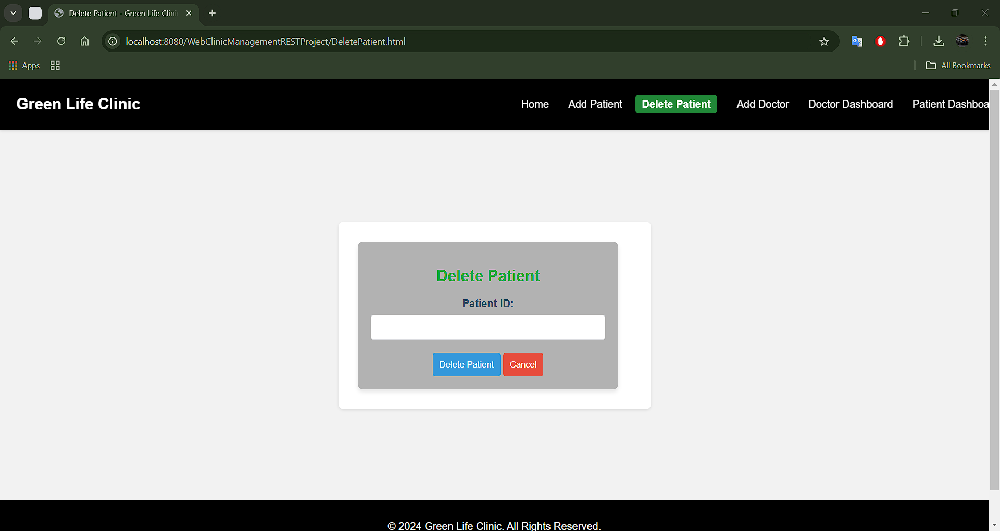 Delete Patient - Green Life Clini
localhost:8080/WebClinicManagementRESTProject/DeletePatient.html
Apps
All Bookmarks
Green Life Clinic
Home Add Patient Delete Patient Add Doctor Doctor Dashboard Patient Dashboa
Delete Patient
Patient ID:
Delete Patient Cancel
© 2024 Green Life Clinic. All Rights Reserved.